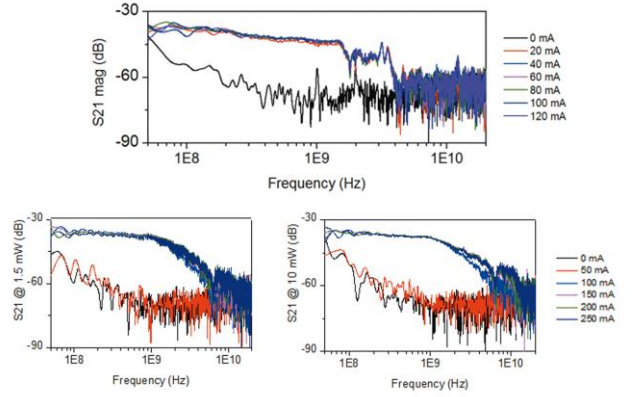 -31
-60
-90
S21 mag (dB)
1E8
1E9
1E10
Frequency (Hz)
0 mA
20 mA
40 mA
60 mA
80 mA
100 mA
120 mA
-30
-60
-90
S21 @ 1.5 mW (dB)
1E8
1E9
1E10
Frequency (Hz)
-30
-60
-90
S21 @ 10 mW (dB)
1E8
1E9
1E10
Frequency (Hz)
0 mA
50 mA
100 mA
150 mA
200 mA
250 mA